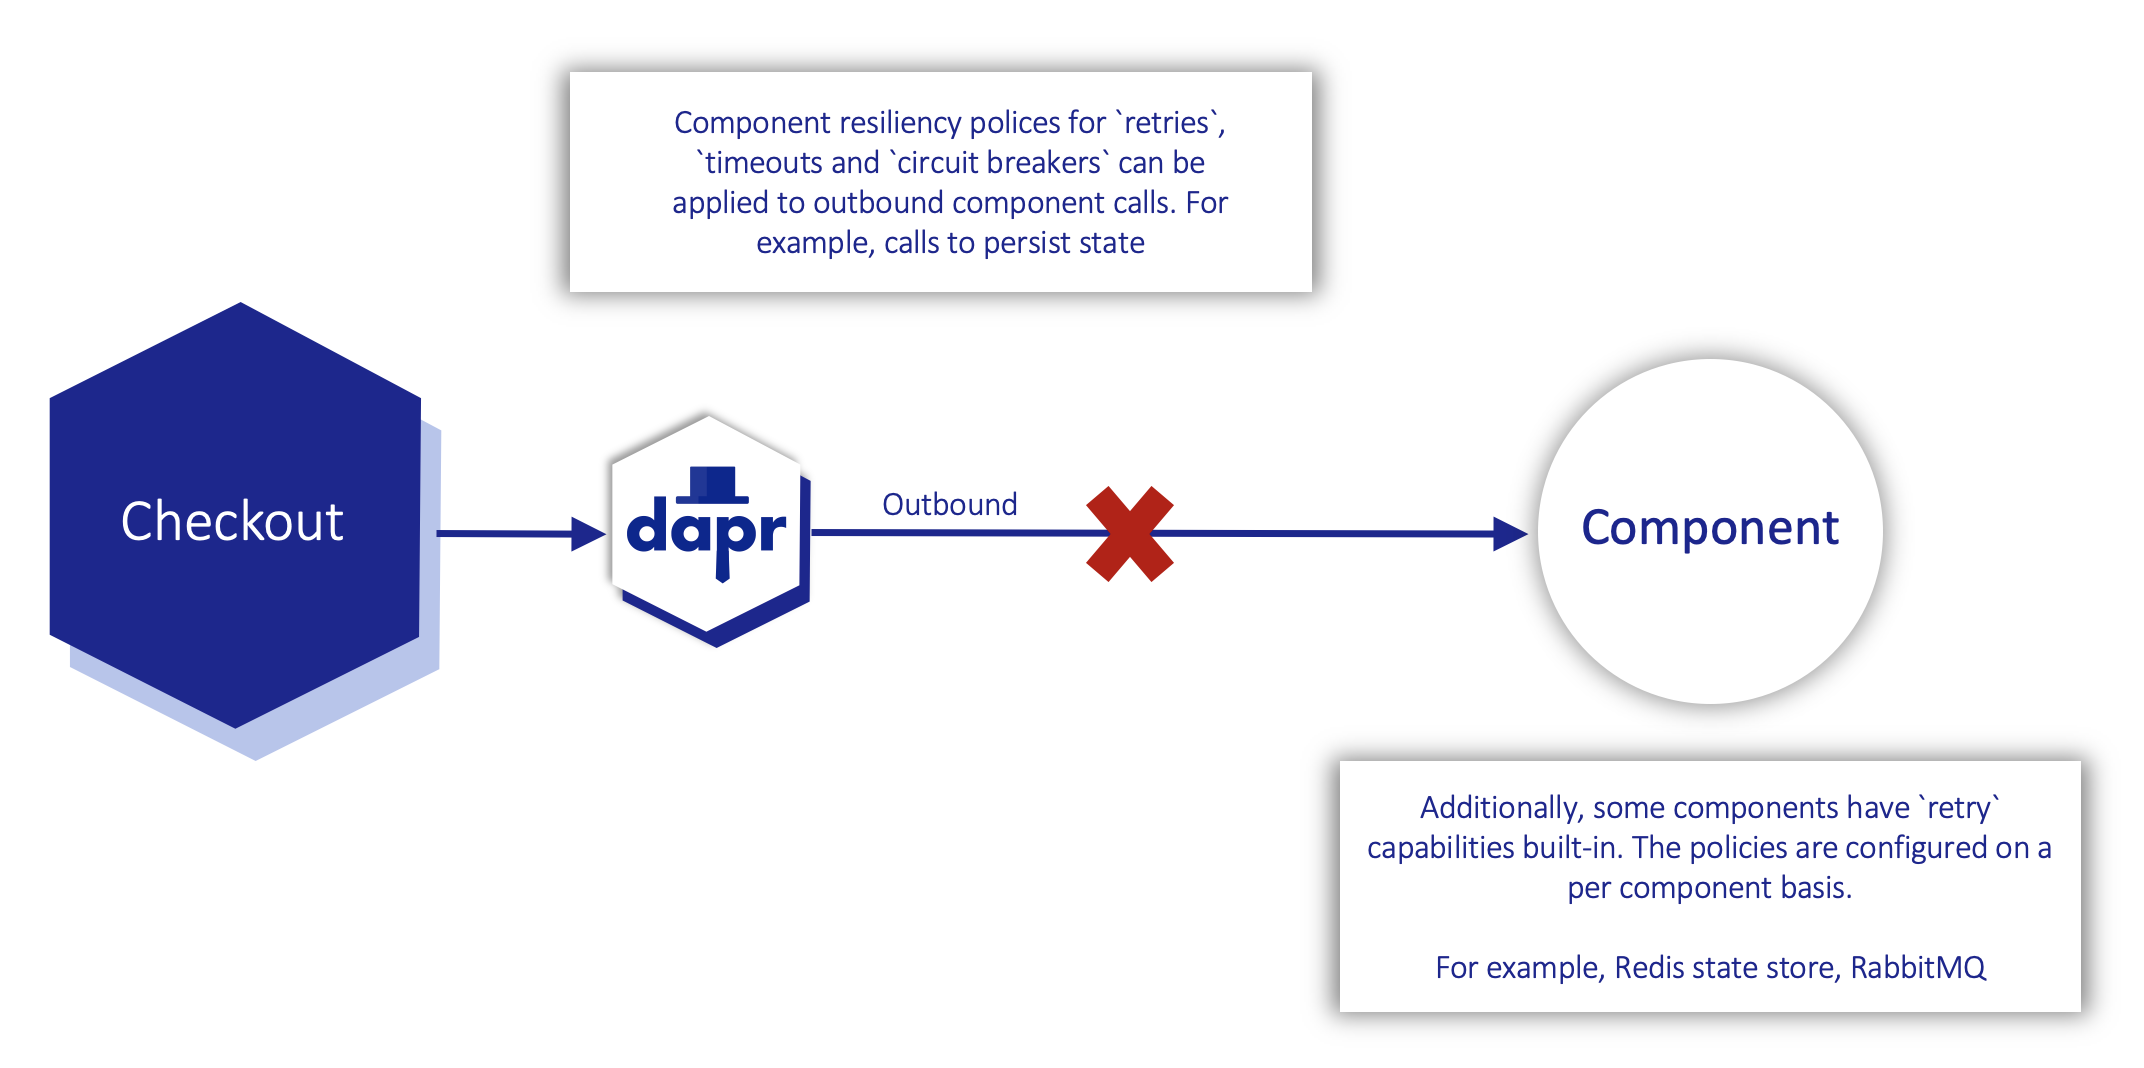 Component resiliency polices for `retries`,
`timeouts and `circuit breakers` can be
applied to outbound component calls. For
example, calls to persist state
Checkout
dapr
Outbound
Component
Additionally, some components have `retry`
capabilities built-in. The policies are configured on a
per component basis.
For example, Redis state store, RabbitMQ